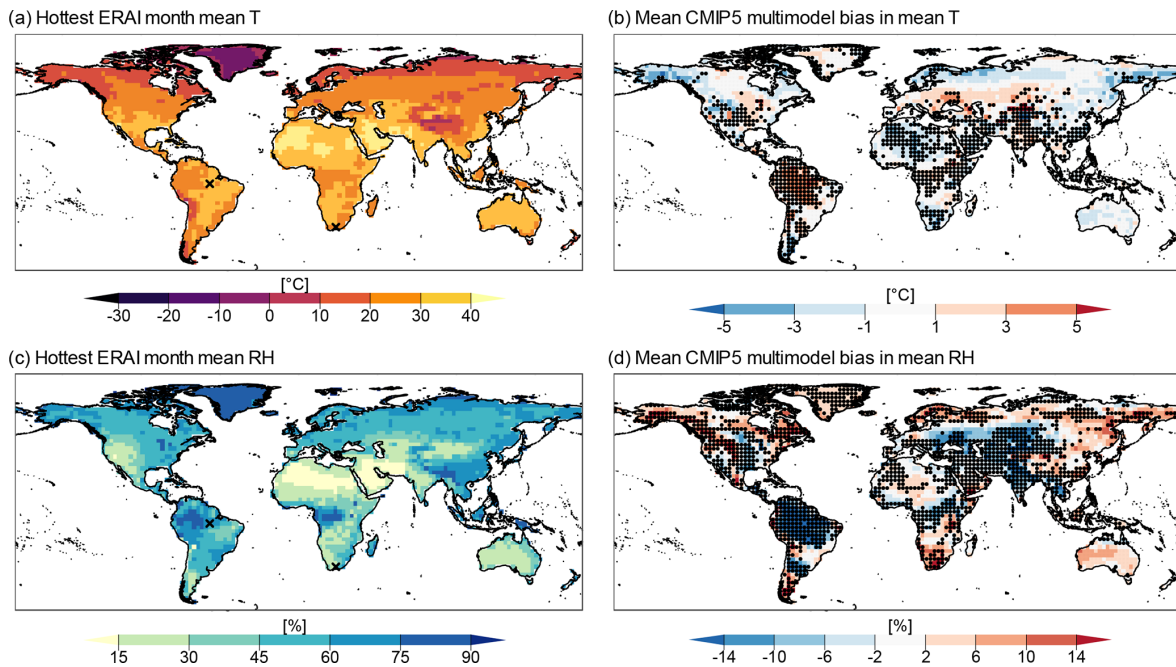 (a) Hottest ERAI month mean T
(b) Mean CMIP5 multimodel bias in mean T
[°C]
-30 -20 -10 0 10 20 30 40
[°C]
-5 -3 -1 1 3 5
(c) Hottest ERAI month mean RH
(d) Mean CMIP5 multimodel bias in mean RH
[%]
15 30 45 60 75 90
[%]
-14 -10 -6 -2 2 6 10 14